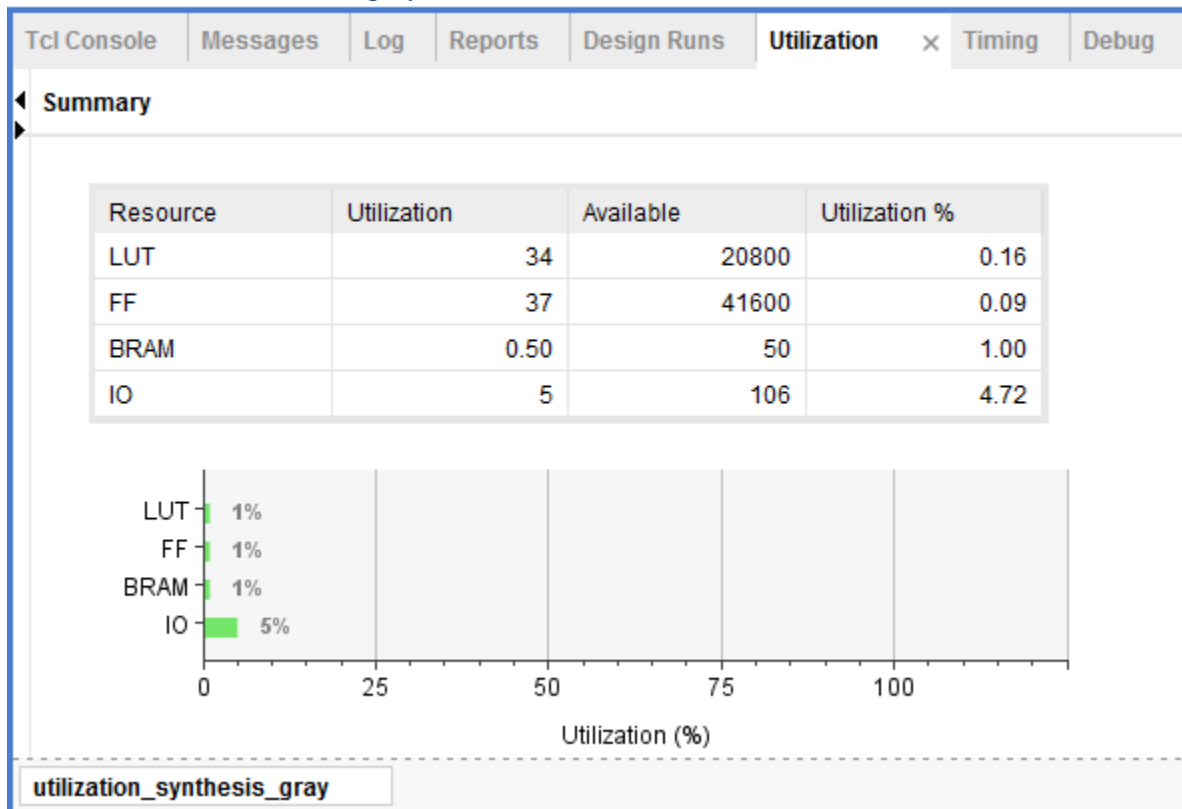 Tcl Console Messages Log Reports Design Runs Utilization × Timing Debug
Summary
Resource Utilization Available Utilization %
LUT 34 20800 0.16
FF 37 41600 0.09
BRAM 0.50 50 1.00
IO 5 106 4.72
LUT 1%
FF 1%
BRAM 1%
IO 5%
0 25 50 75 100
Utilization (%)
utilization_synthesis_gray